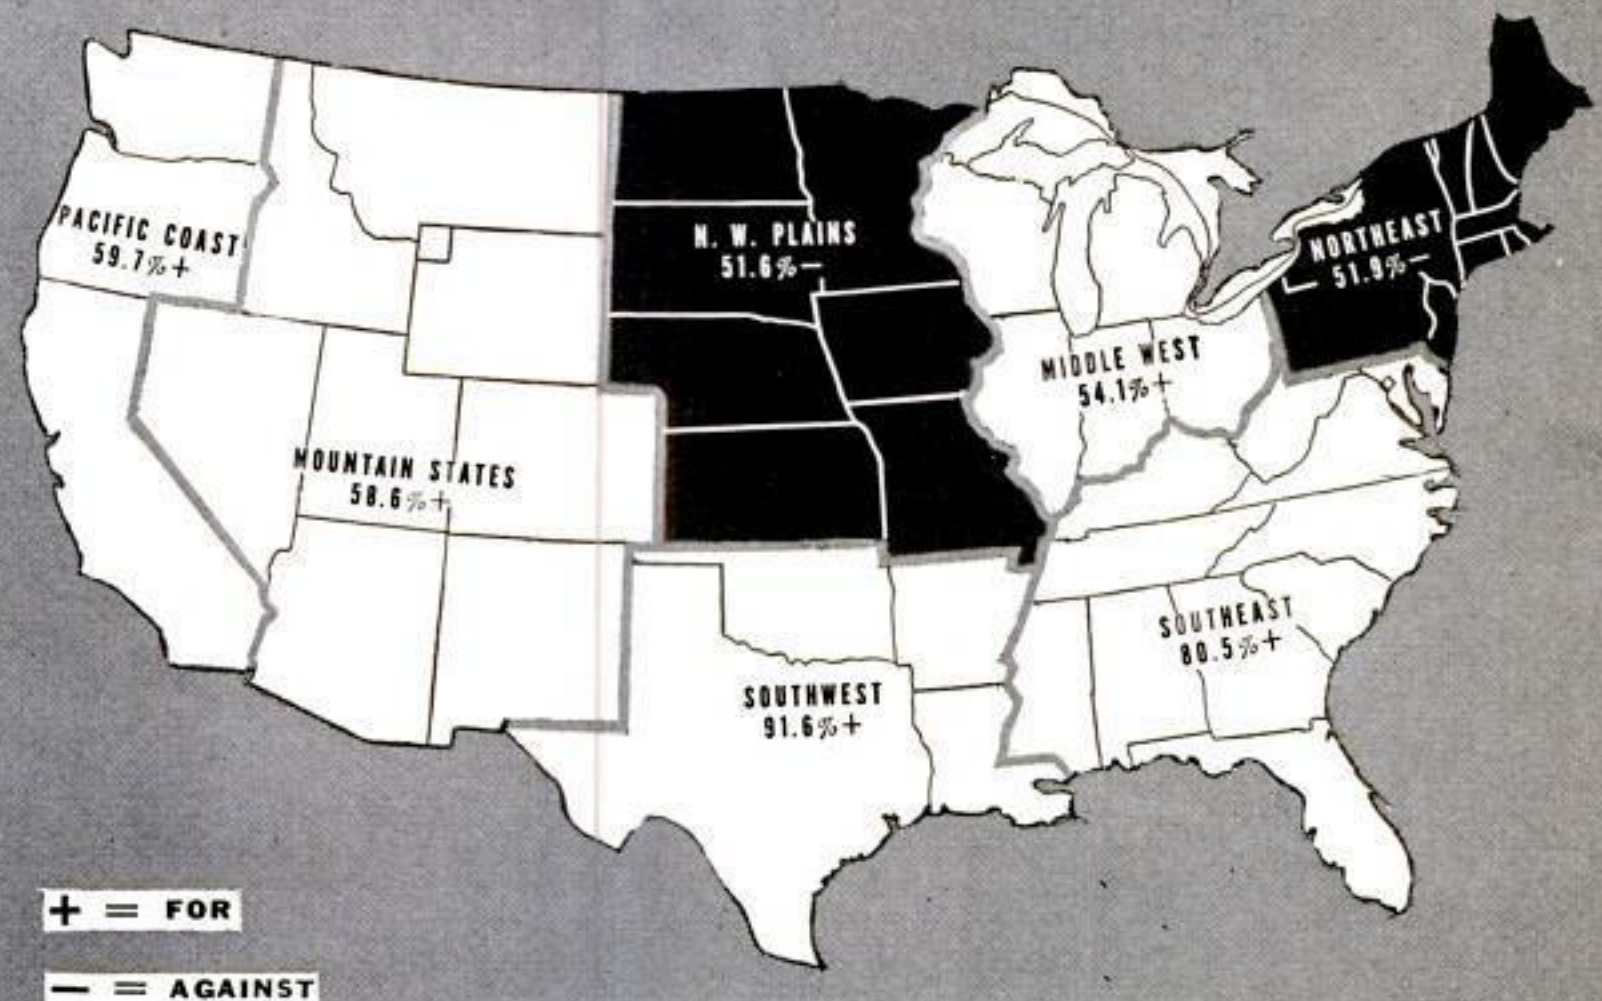 PACIFIC COAST
59.7%+
N. W. PLAINS
51.6%−
NORTHEAST
51.9%−
MIDDLE WEST
54.1%+
MOUNTAIN STATES
58.6%+
SOUTHEAST
80.5%+
SOUTHWEST
91.6%+
+ = FOR
− = AGAINST